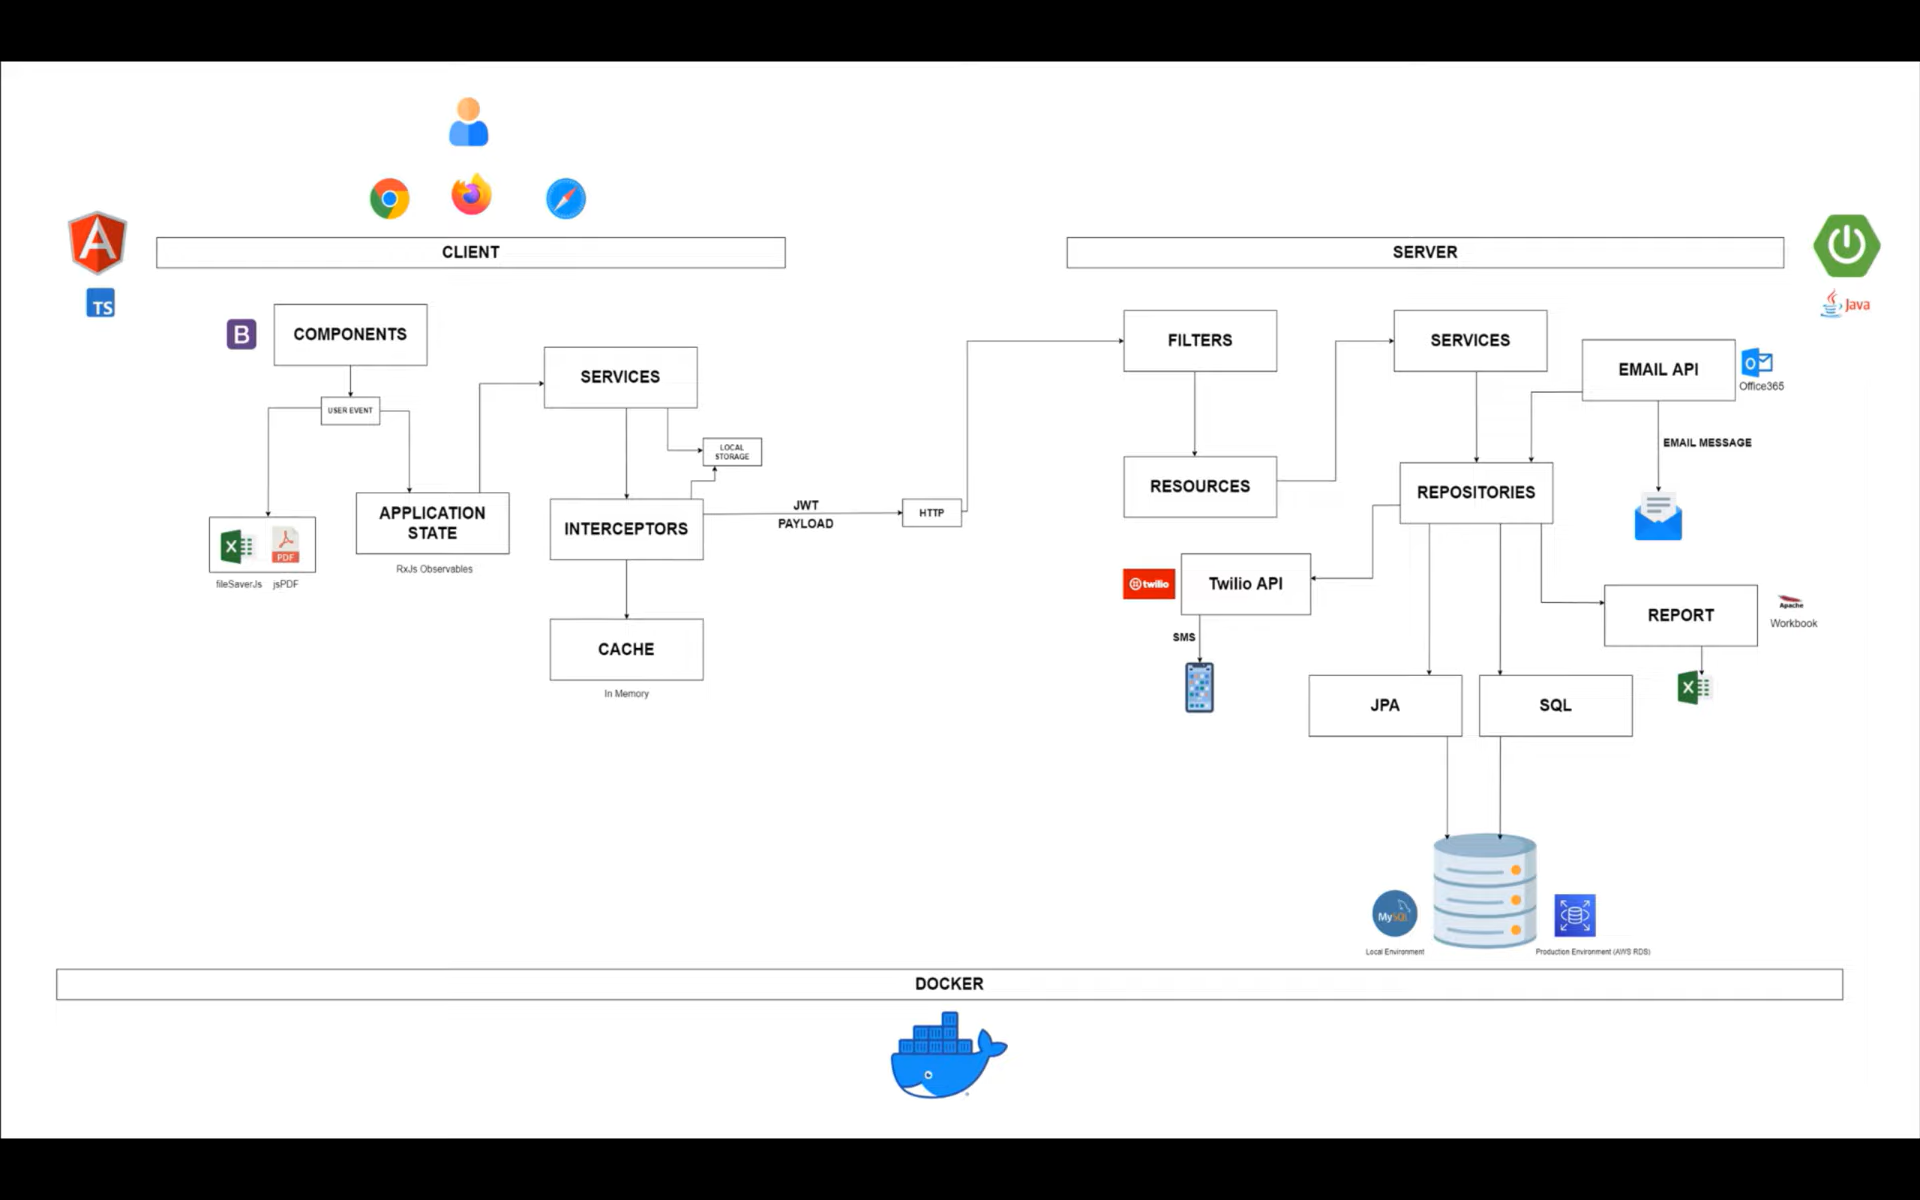 CLIENT
SERVER
TS
Java
B
COMPONENTS
USER EVENT
SERVICES
LOCAL
STORAGE
APPLICATION
STATE
RxJs Observables
PDF
fileSaverJs jsPDF
INTERCEPTORS
JWT
PAYLOAD
HTTP
CACHE
In Memory
FILTERS
SERVICES
EMAIL API
Office365
EMAIL MESSAGE
RESOURCES
REPOSITORIES
twilio
Twilio API
SMS
REPORT
Apache
Workbook
JPA
SQL
MySQL
Local Environment
Production Environment (AWS RDS)
DOCKER